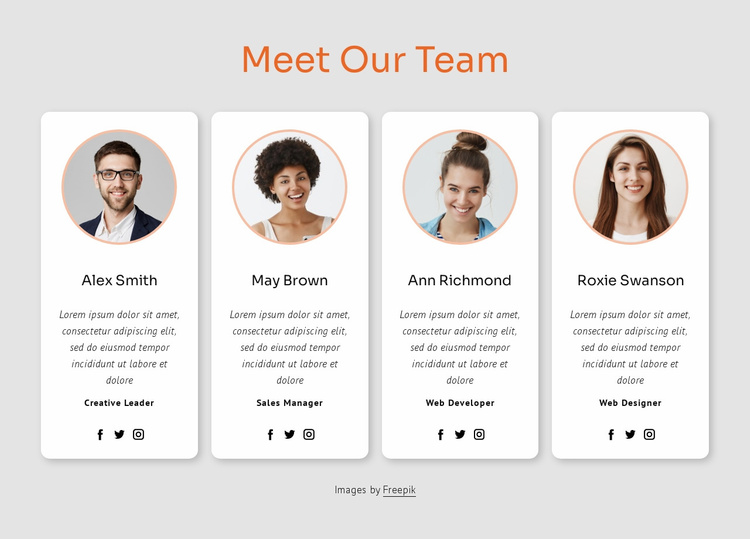 Meet Our Team
Alex Smith
Lorem ipsum dolor sit amet,
consectetur adipiscing elit,
sed do eiusmod tempor
incididunt ut labore et
dolore
Creative Leader
May Brown
Lorem ipsum dolor sit amet,
consectetur adipiscing elit,
sed do eiusmod tempor
incididunt ut labore et
dolore
Sales Manager
Ann Richmond
Lorem ipsum dolor sit amet,
consectetur adipiscing elit,
sed do eiusmod tempor
incididunt ut labore et
dolore
Web Developer
Roxie Swanson
Lorem ipsum dolor sit amet,
consectetur adipiscing elit,
sed do eiusmod tempor
incididunt ut labore et
dolore
Web Designer
Images by Freepik